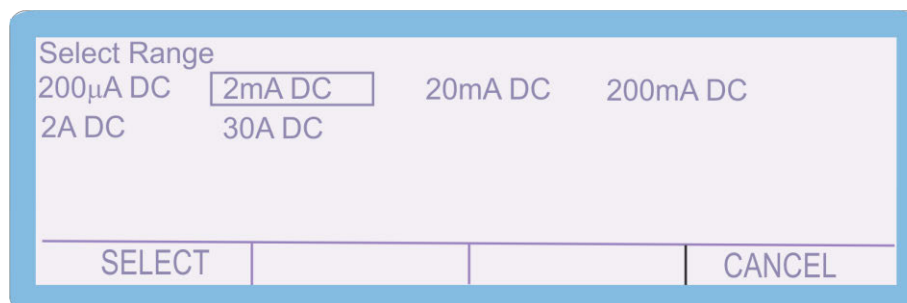 Select Range
200µA DC 2mA DC 20mA DC 200mA DC
2A DC 30A DC
SELECT CANCEL